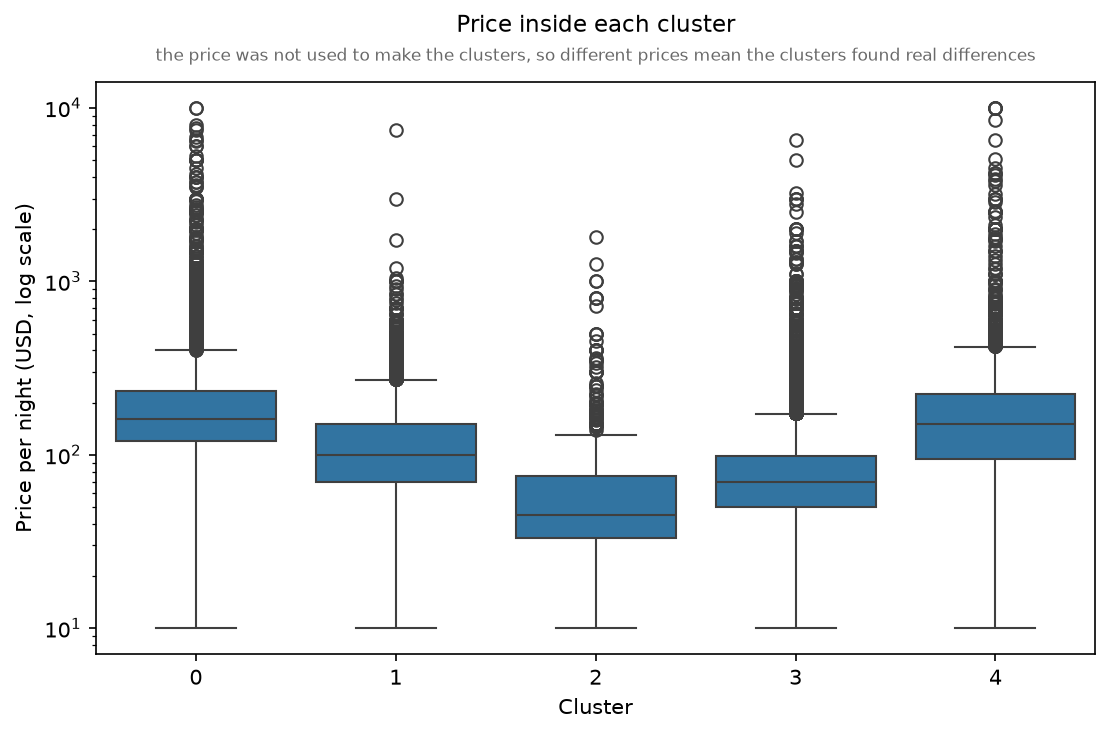 Price inside each cluster
the price was not used to make the clusters, so different prices mean the clusters found real differences
Price per night (USD, log scale)
10⁴
10³
10²
10¹
0 1 2 3 4
Cluster